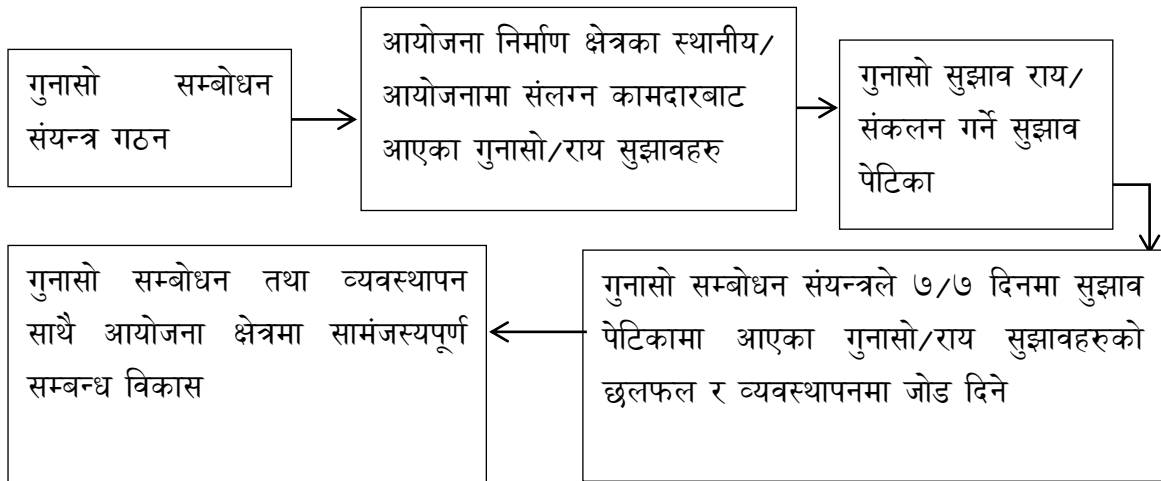 गुनासो सम्बोधन
संयन्त्र गठन
आयोजना निर्माण क्षेत्रका स्थानीय/
आयोजनामा संलग्न कामदारबाट
आएका गुनासो/राय सुझावहरु
गुनासो सुझाव राय/
संकलन गर्ने सुझाव
पेटिका
गुनासो सम्बोधन संयन्त्रले ७/७ दिनमा सुझाव
पेटिकामा आएका गुनासो/राय सुझावहरुको
छलफल र व्यवस्थापनमा जोड दिने
गुनासो सम्बोधन तथा व्यवस्थापन
साथै आयोजना क्षेत्रमा सामंजस्यपूर्ण
सम्बन्ध विकास